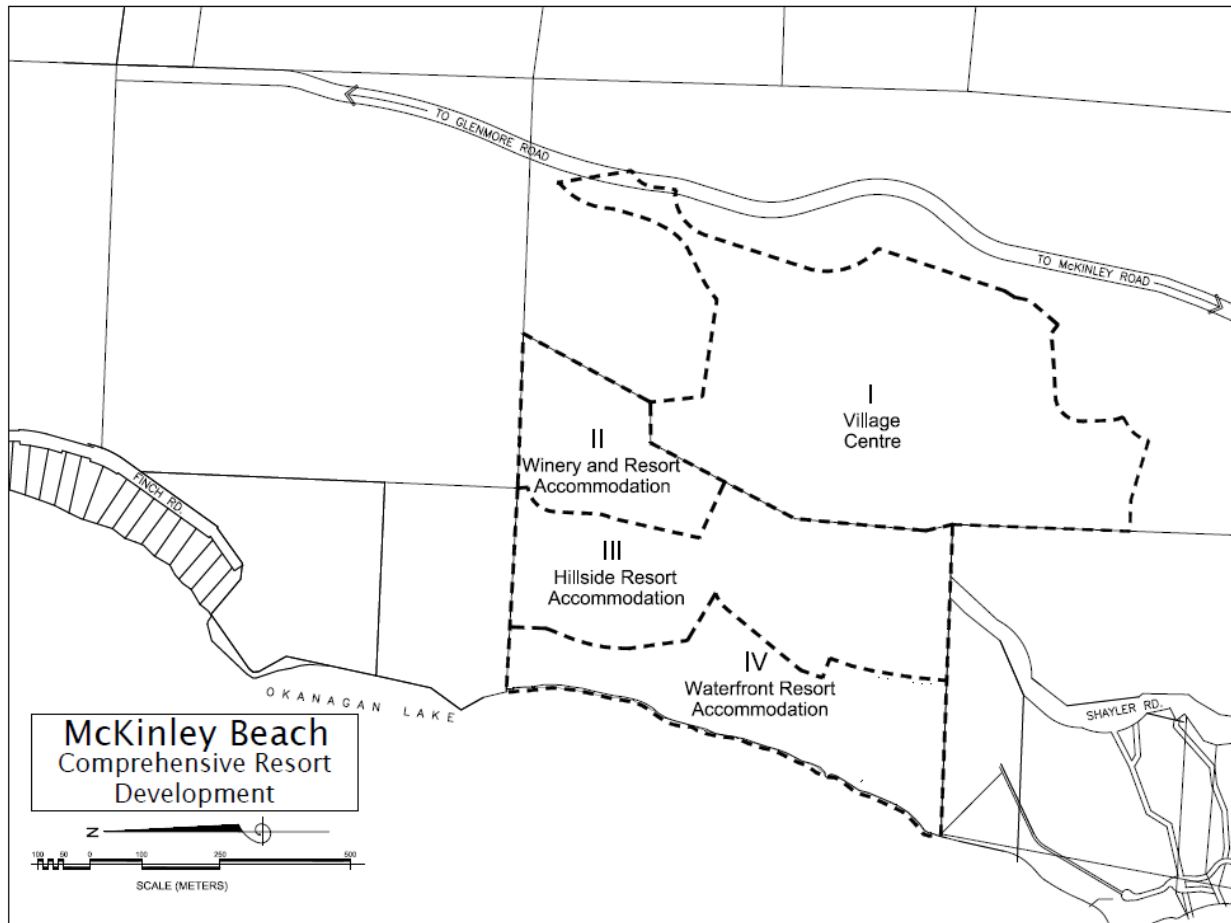 TO GLENMORE ROAD
TO McKINLEY ROAD
I
Village
Centre
II
Winery and Resort
Accommodation
FINCH RD.
III
Hillside Resort
Accommodation
IV
Waterfront Resort
Accommodation
OKANAGAN LAKE
SHAYLER RD.
McKinley Beach
Comprehensive Resort
Development
N
100 50 0 100 250 500
SCALE (METERS)